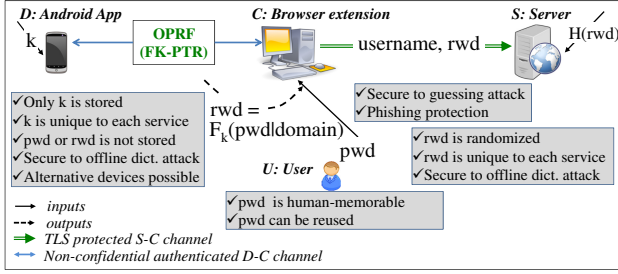 D: Android App
C: Browser extension
S: Server
k
OPRF
(FK-PTR)
username, rwd
H(rwd)
✓Only k is stored
✓k is unique to each service
✓pwd or rwd is not stored
✓Secure to offline dict. attack
✓Alternative devices possible
rwd =
F_k(pwd|domain)
✓Secure to guessing attack
✓Phishing protection
pwd
✓rwd is randomized
✓rwd is unique to each service
✓Secure to offline dict. attack
U: User
✓pwd is human-memorable
✓pwd can be reused
inputs
outputs
TLS protected S-C channel
Non-confidential authenticated D-C channel